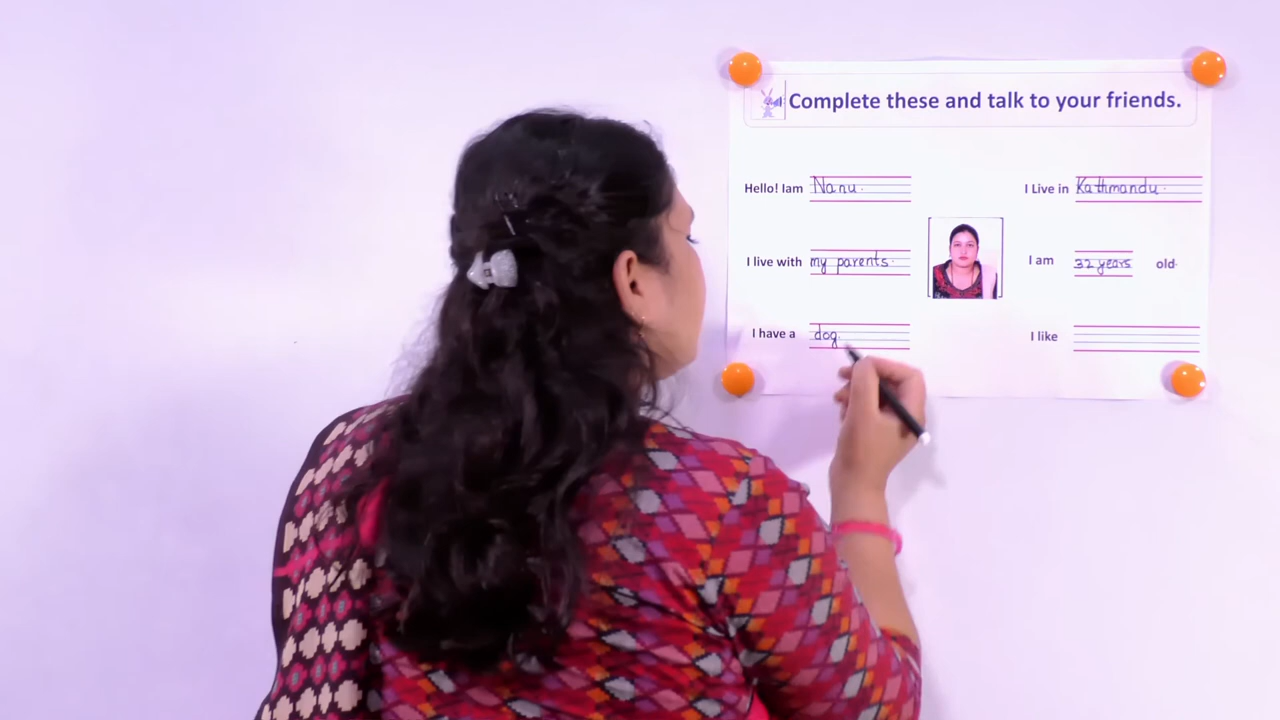 Complete these and talk to your friends.
Hello! Iam Nanu.
I Live in Kathmandu.
I live with my parents.
I am 32 years old.
I have a dog.
I like